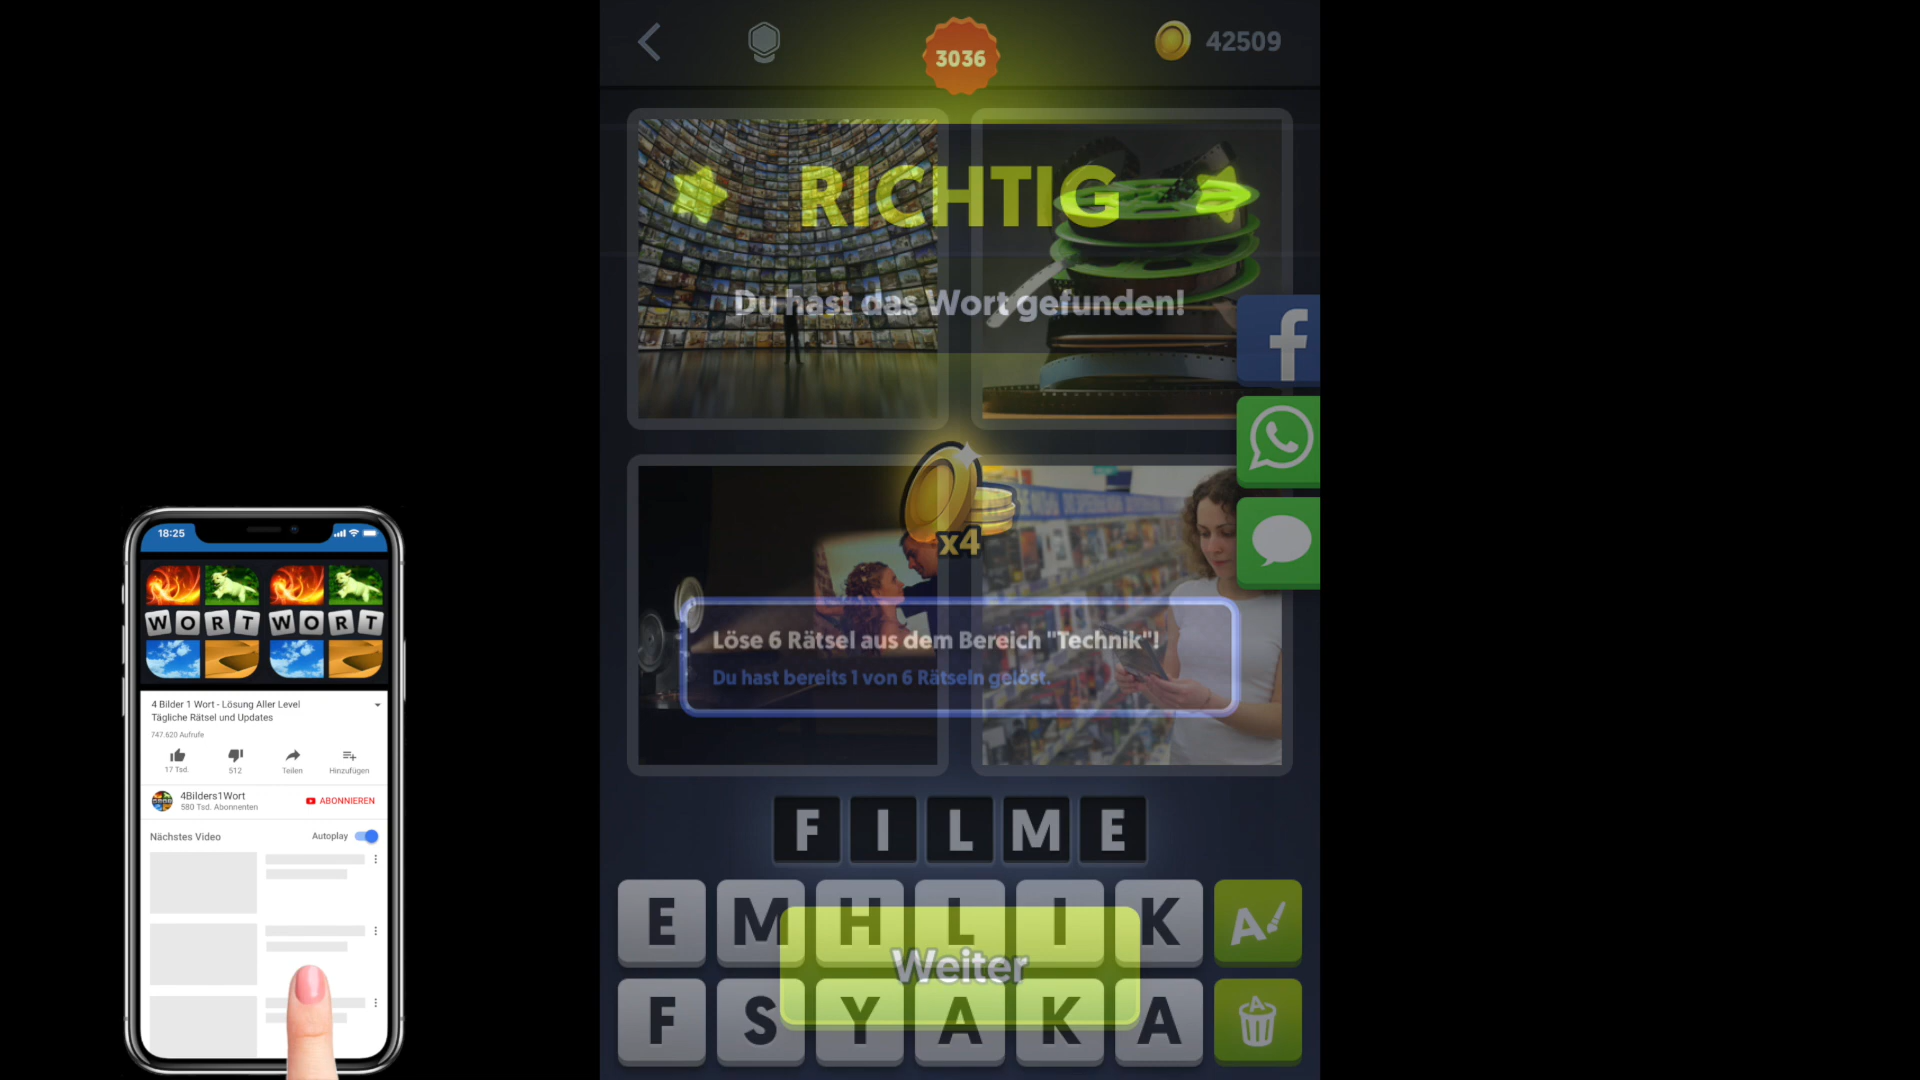 3036
42509
RICHTIG
Du hast das Wort gefunden!
x4
Löse 6 Rätsel aus dem Bereich "Technik"!
Du hast bereits 1 von 6 Rätseln gelöst.
FILME
E M H L I K
Weiter
F S Y A K A
18:25
WORT WORT
4 Bilder 1 Wort - Lösung Aller Level
Tägliche Rätsel und Updates
747.620 Aufrufe
17 Tsd. 512 Teilen Hinzufügen
4Bilders1Wort
580 Tsd. Abonnenten
ABONNIEREN
Nächstes Video Autoplay